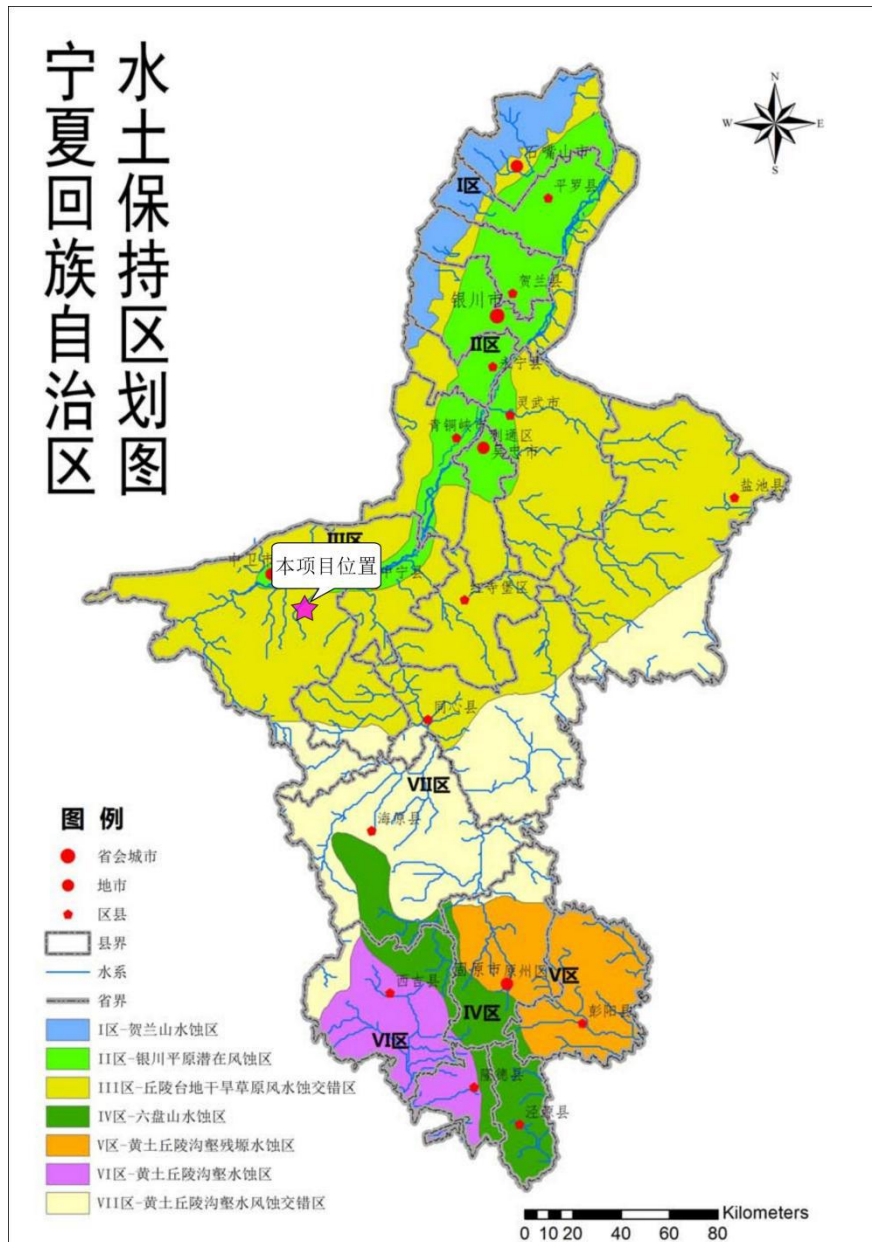 宁夏回族自治区
水土保持区划图
N
W
E
S
石嘴山市
I区
平罗县
贺兰县
银川市
II区
永宁县
灵武市
青铜峡市
利通区
吴忠市
盐池县
III区
中卫市
本项目位置
中宁县
红寺堡区
同心县
VII区
海原县
固原市
原州区
V区
西吉县
IV区
彭阳县
VI区
隆德县
泾源县
图 例
省会城市
地市
区县
县界
水系
省界
I区-贺兰山水蚀区
II区-银川平原潜在风蚀区
III区-丘陵台地干旱草原风水蚀交错区
IV区-六盘山水蚀区
V区-黄土丘陵沟壑残塬水蚀区
VI区-黄土丘陵沟壑水蚀区
VII区-黄土丘陵沟壑水风蚀交错区
Kilometers
0 10 20 40 60 80